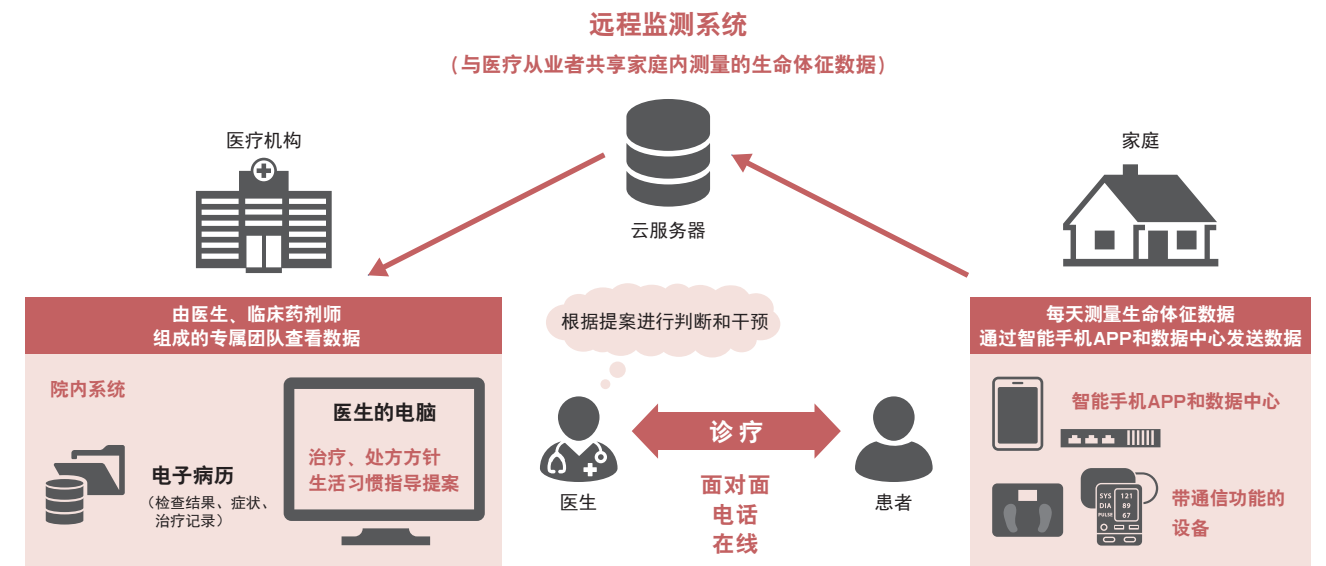 远程监测系统
(与医疗从业者共享家庭内测量的生命体征数据)
医疗机构
云服务器
家庭
由医生、临床药剂师
组成的专属团队查看数据
院内系统
电子病历
(检查结果、症状、
治疗记录)
医生的电脑
治疗、处方方针
生活习惯指导提案
根据提案进行判断和干预
医生
诊疗
面对面
电话
在线
患者
每天测量生命体征数据
通过智能手机APP和数据中心发送数据
智能手机APP和数据中心
SYS 121
DIA 89
PULSE 67
带通信功能的
设备